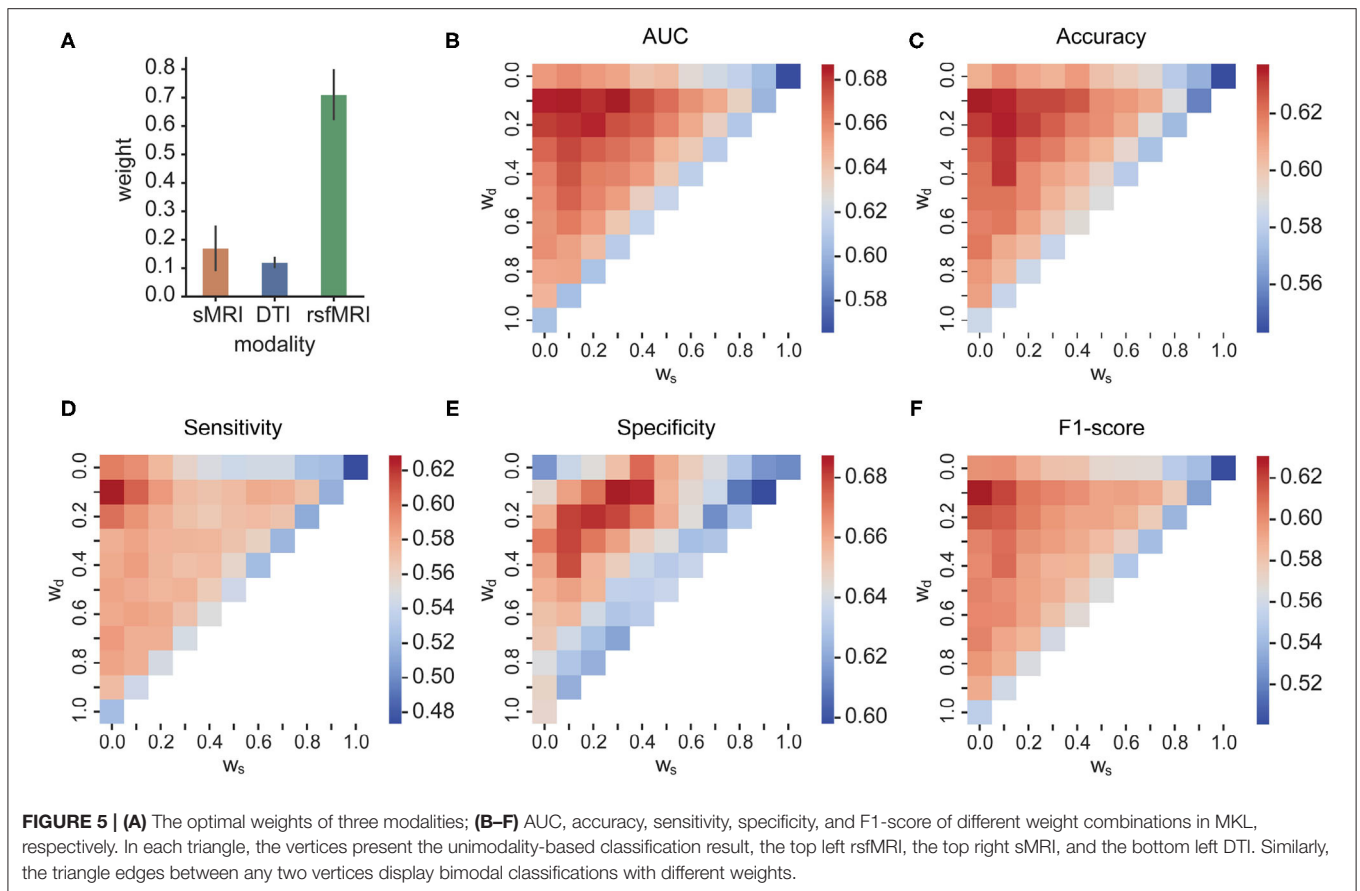 A
0.8
0.7
0.6
0.5
0.4
0.3
0.2
0.1
0.0
weight
sMRI DTI rsfMRI
modality
B
AUC
0.0
0.2
0.4
0.6
0.8
1.0
wd
0.0 0.2 0.4 0.6 0.8 1.0
ws
0.68
0.66
0.64
0.62
0.60
0.58
C
Accuracy
0.0
0.2
0.4
0.6
0.8
1.0
wd
0.0 0.2 0.4 0.6 0.8 1.0
ws
0.62
0.60
0.58
0.56
D
Sensitivity
0.0
0.2
0.4
0.6
0.8
1.0
wd
0.0 0.2 0.4 0.6 0.8 1.0
ws
0.62
0.60
0.58
0.56
0.54
0.52
0.50
0.48
E
Specificity
0.0
0.2
0.4
0.6
0.8
1.0
wd
0.0 0.2 0.4 0.6 0.8 1.0
ws
0.68
0.66
0.64
0.62
0.60
F
F1-score
0.0
0.2
0.4
0.6
0.8
1.0
wd
0.0 0.2 0.4 0.6 0.8 1.0
ws
0.62
0.60
0.58
0.56
0.54
0.52
FIGURE 5 | (A) The optimal weights of three modalities; (B–F) AUC, accuracy, sensitivity, specificity, and F1-score of different weight combinations in MKL,
respectively. In each triangle, the vertices present the unimodality-based classification result, the top left rsfMRI, the top right sMRI, and the bottom left DTI. Similarly,
the triangle edges between any two vertices display bimodal classifications with different weights.